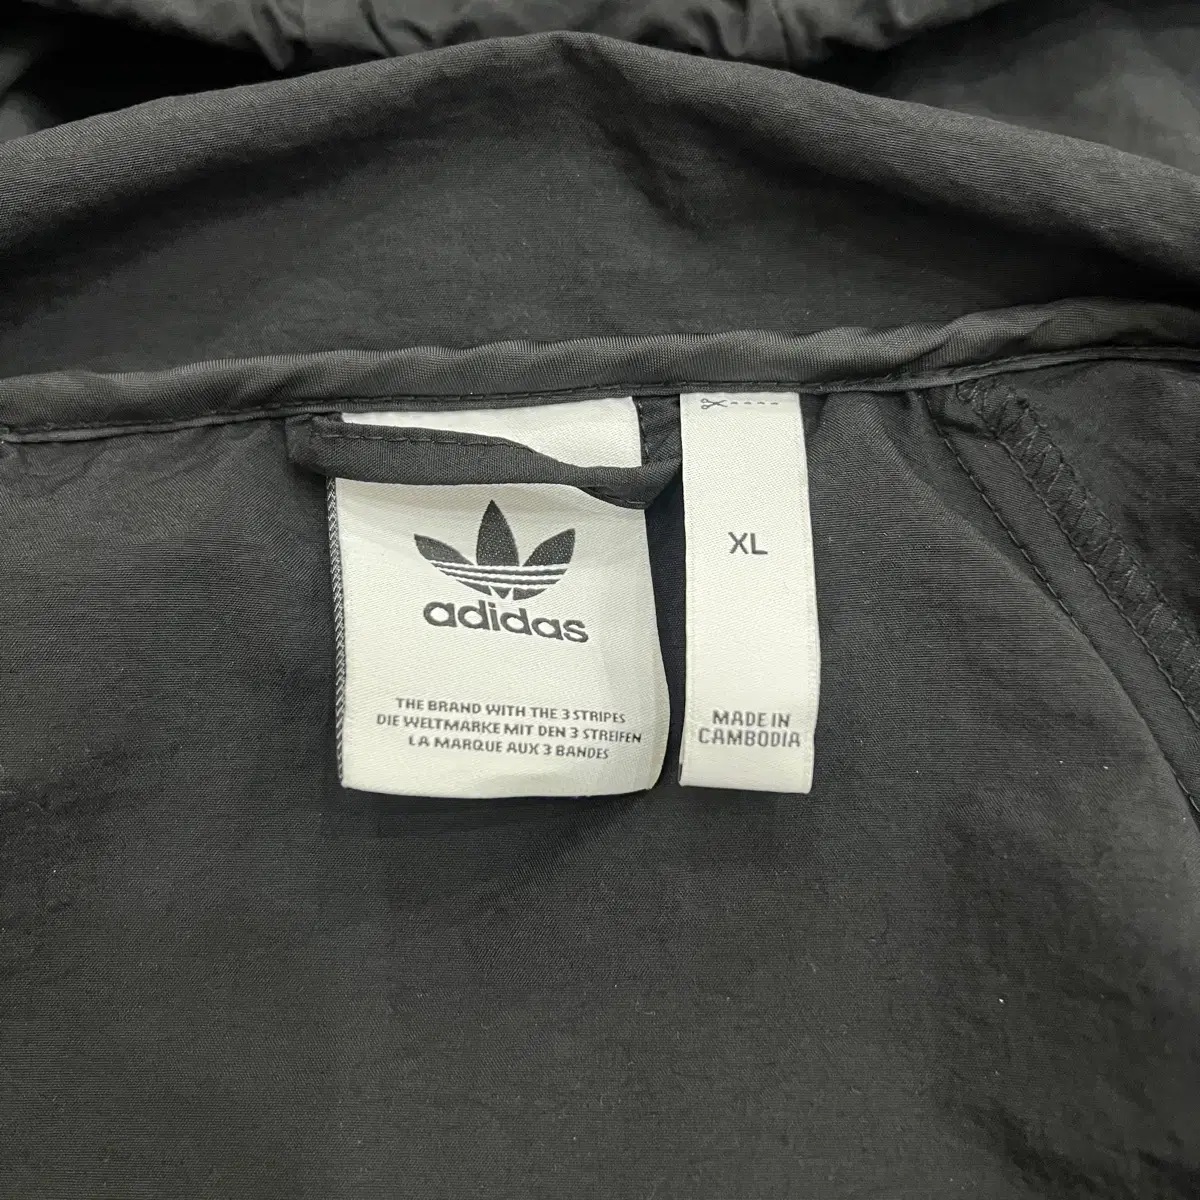 adidas
THE BRAND WITH THE 3 STRIPES
DIE WELTMARKE MIT DEN 3 STREIFEN
LA MARQUE AUX 3 BANDES
XL
MADE IN
CAMBODIA